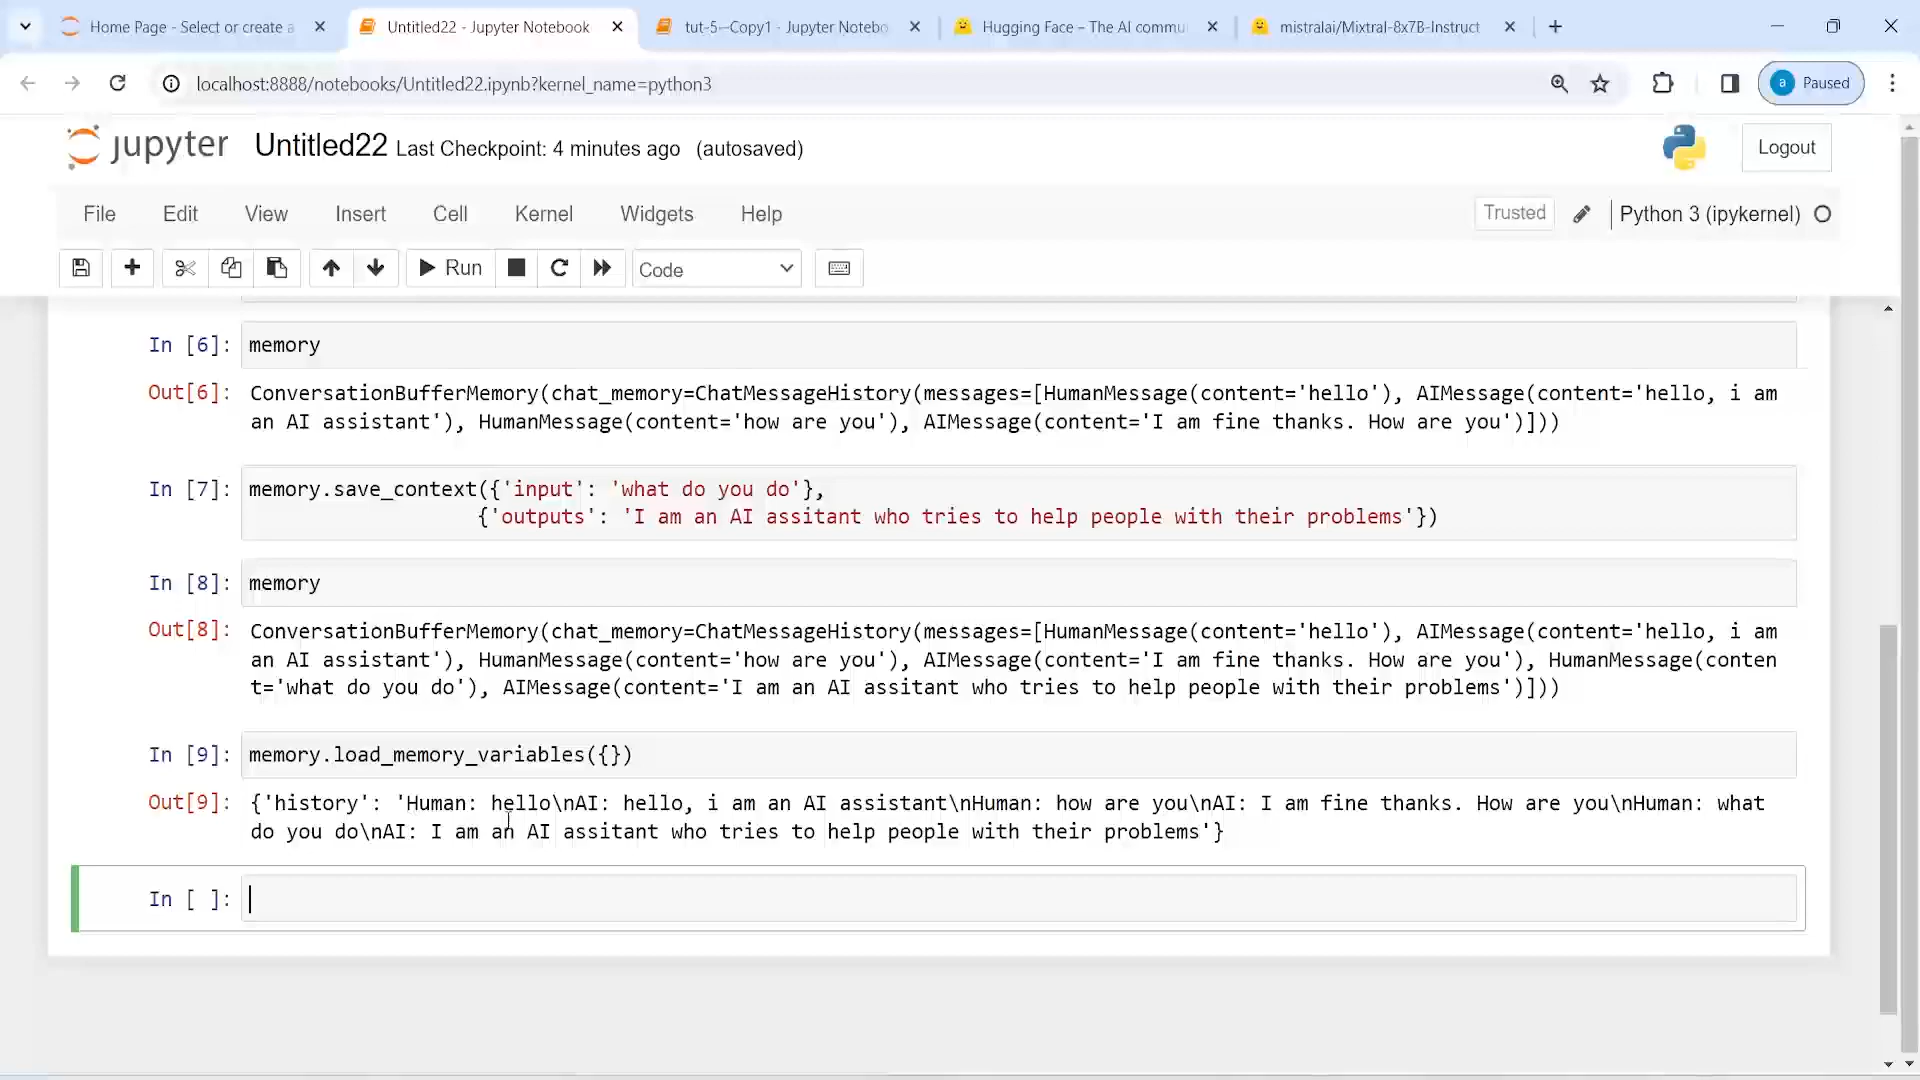 Home Page - Select or create a
Untitled22 - Jupyter Notebook
tut-5--Copy1 - Jupyter Notebo
Hugging Face – The AI commu
mistralai/Mixtral-8x7B-Instruct
localhost:8888/notebooks/Untitled22.ipynb?kernel_name=python3
a Paused
jupyter Untitled22 Last Checkpoint: 4 minutes ago (autosaved)
Logout
File Edit View Insert Cell Kernel Widgets Help
Trusted Python 3 (ipykernel)
Run Code
In [6]: memory
Out[6]: ConversationBufferMemory(chat_memory=ChatMessageHistory(messages=[HumanMessage(content='hello'), AIMessage(content='hello, i am
an AI assistant'), HumanMessage(content='how are you'), AIMessage(content='I am fine thanks. How are you')]))
In [7]: memory.save_context({'input': 'what do you do'},
{'outputs': 'I am an AI assitant who tries to help people with their problems'})
In [8]: memory
Out[8]: ConversationBufferMemory(chat_memory=ChatMessageHistory(messages=[HumanMessage(content='hello'), AIMessage(content='hello, i am
an AI assistant'), HumanMessage(content='how are you'), AIMessage(content='I am fine thanks. How are you'), HumanMessage(conten
t='what do you do'), AIMessage(content='I am an AI assitant who tries to help people with their problems')]))
In [9]: memory.load_memory_variables({})
Out[9]: {'history': 'Human: hello\nAI: hello, i am an AI assistant\nHuman: how are you\nAI: I am fine thanks. How are you\nHuman: what
do you do\nAI: I am an AI assitant who tries to help people with their problems'}
In [ ]: